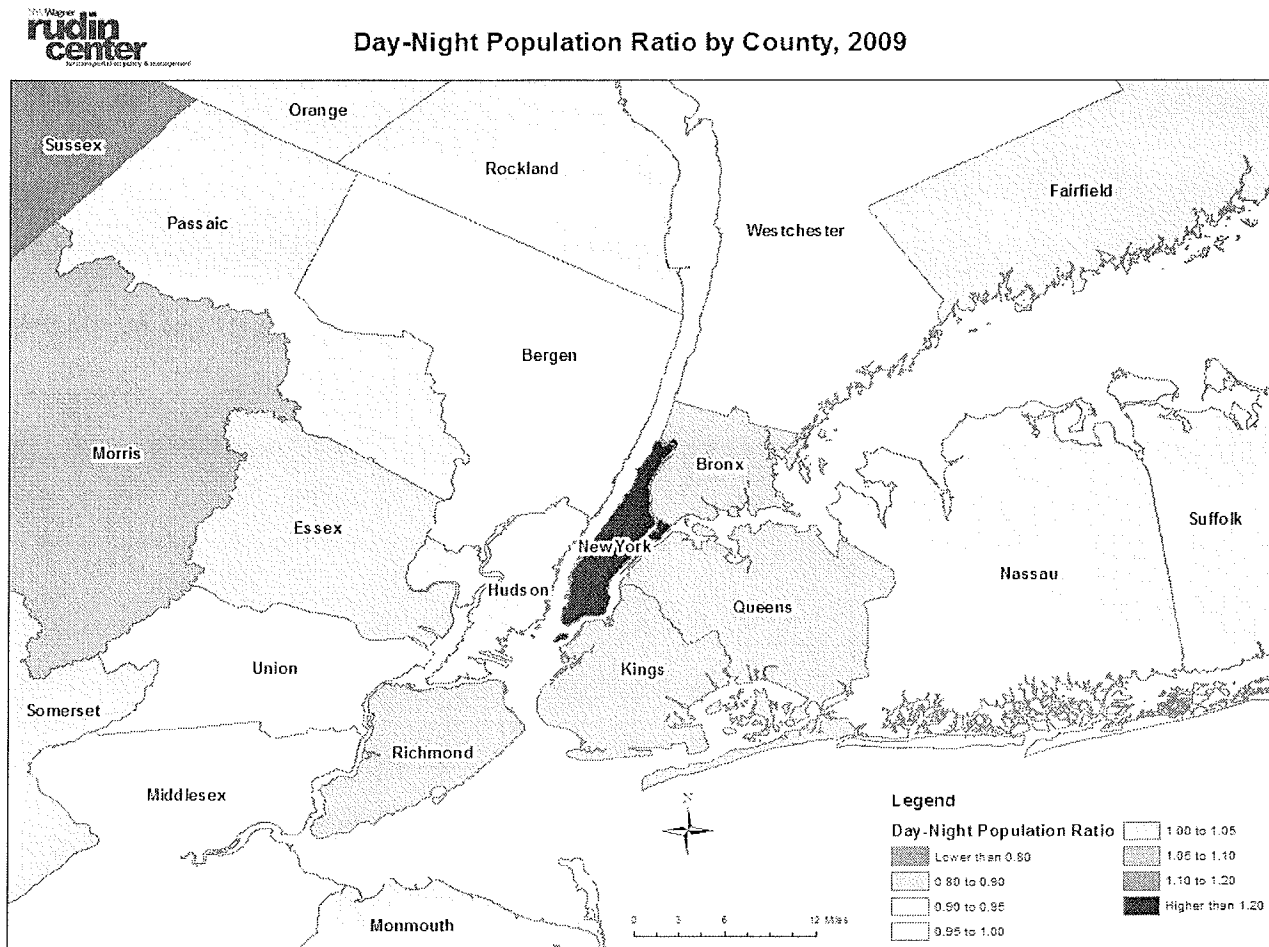 NYU Wagner
rudin
center
Day-Night Population Ratio by County, 2009
Orange
Sussex
Rockland
Fairfield
Passaic
Westchester
Bergen
Morris
Bronx
Essex
Suffolk
New York
Nassau
Hudson
Queens
Union
Kings
Somerset
Richmond
Middlesex
N
Legend
Day-Night Population Ratio
Lower than 0.80
0.80 to 0.90
0.90 to 0.95
0.95 to 1.00
1.00 to 1.05
1.05 to 1.10
1.10 to 1.20
Higher than 1.20
Monmouth
0 3 6 12 Miles